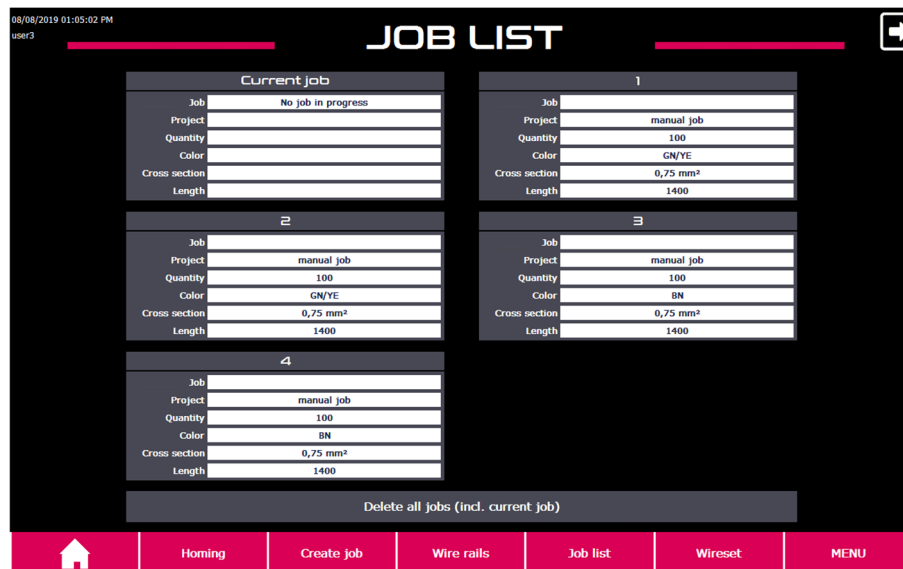 08/08/2019 01:05:02 PM
user3
JOB LIST
Current job
Job No job in progress
Project
Quantity
Color
Cross section
Length
1
Job
Project manual job
Quantity 100
Color GN/YE
Cross section 0,75 mm²
Length 1400
2
Job
Project manual job
Quantity 100
Color GN/YE
Cross section 0,75 mm²
Length 1400
3
Job
Project manual job
Quantity 100
Color BN
Cross section 0,75 mm²
Length 1400
4
Job
Project manual job
Quantity 100
Color BN
Cross section 0,75 mm²
Length 1400
Delete all jobs (incl. current job)
Homing Create job Wire rails Job list Wireset MENU